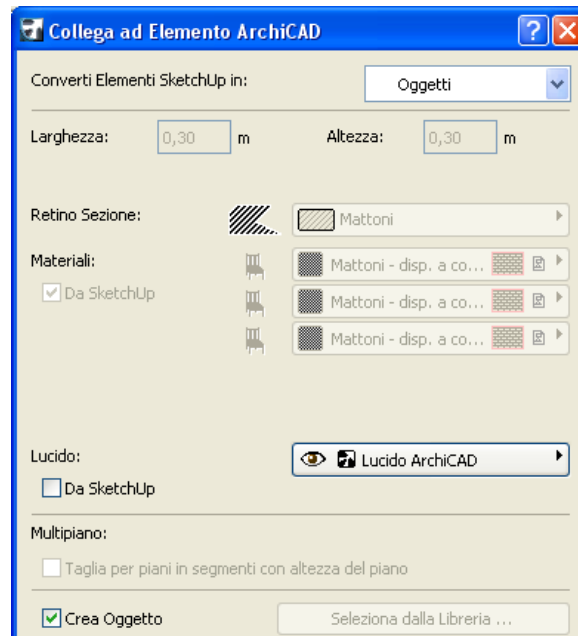 Collega ad Elemento ArchiCAD
Converti Elementi SketchUp in: Oggetti
Larghezza: 0,30 m Altezza: 0,30 m
Retino Sezione: Mattoni
Materiali: Mattoni - disp. a co...
Da SketchUp Mattoni - disp. a co...
Mattoni - disp. a co...
Lucido: Lucido ArchiCAD
Da SketchUp
Multipiano:
Taglia per piani in segmenti con altezza del piano
Crea Oggetto Seleziona dalla Libreria ...